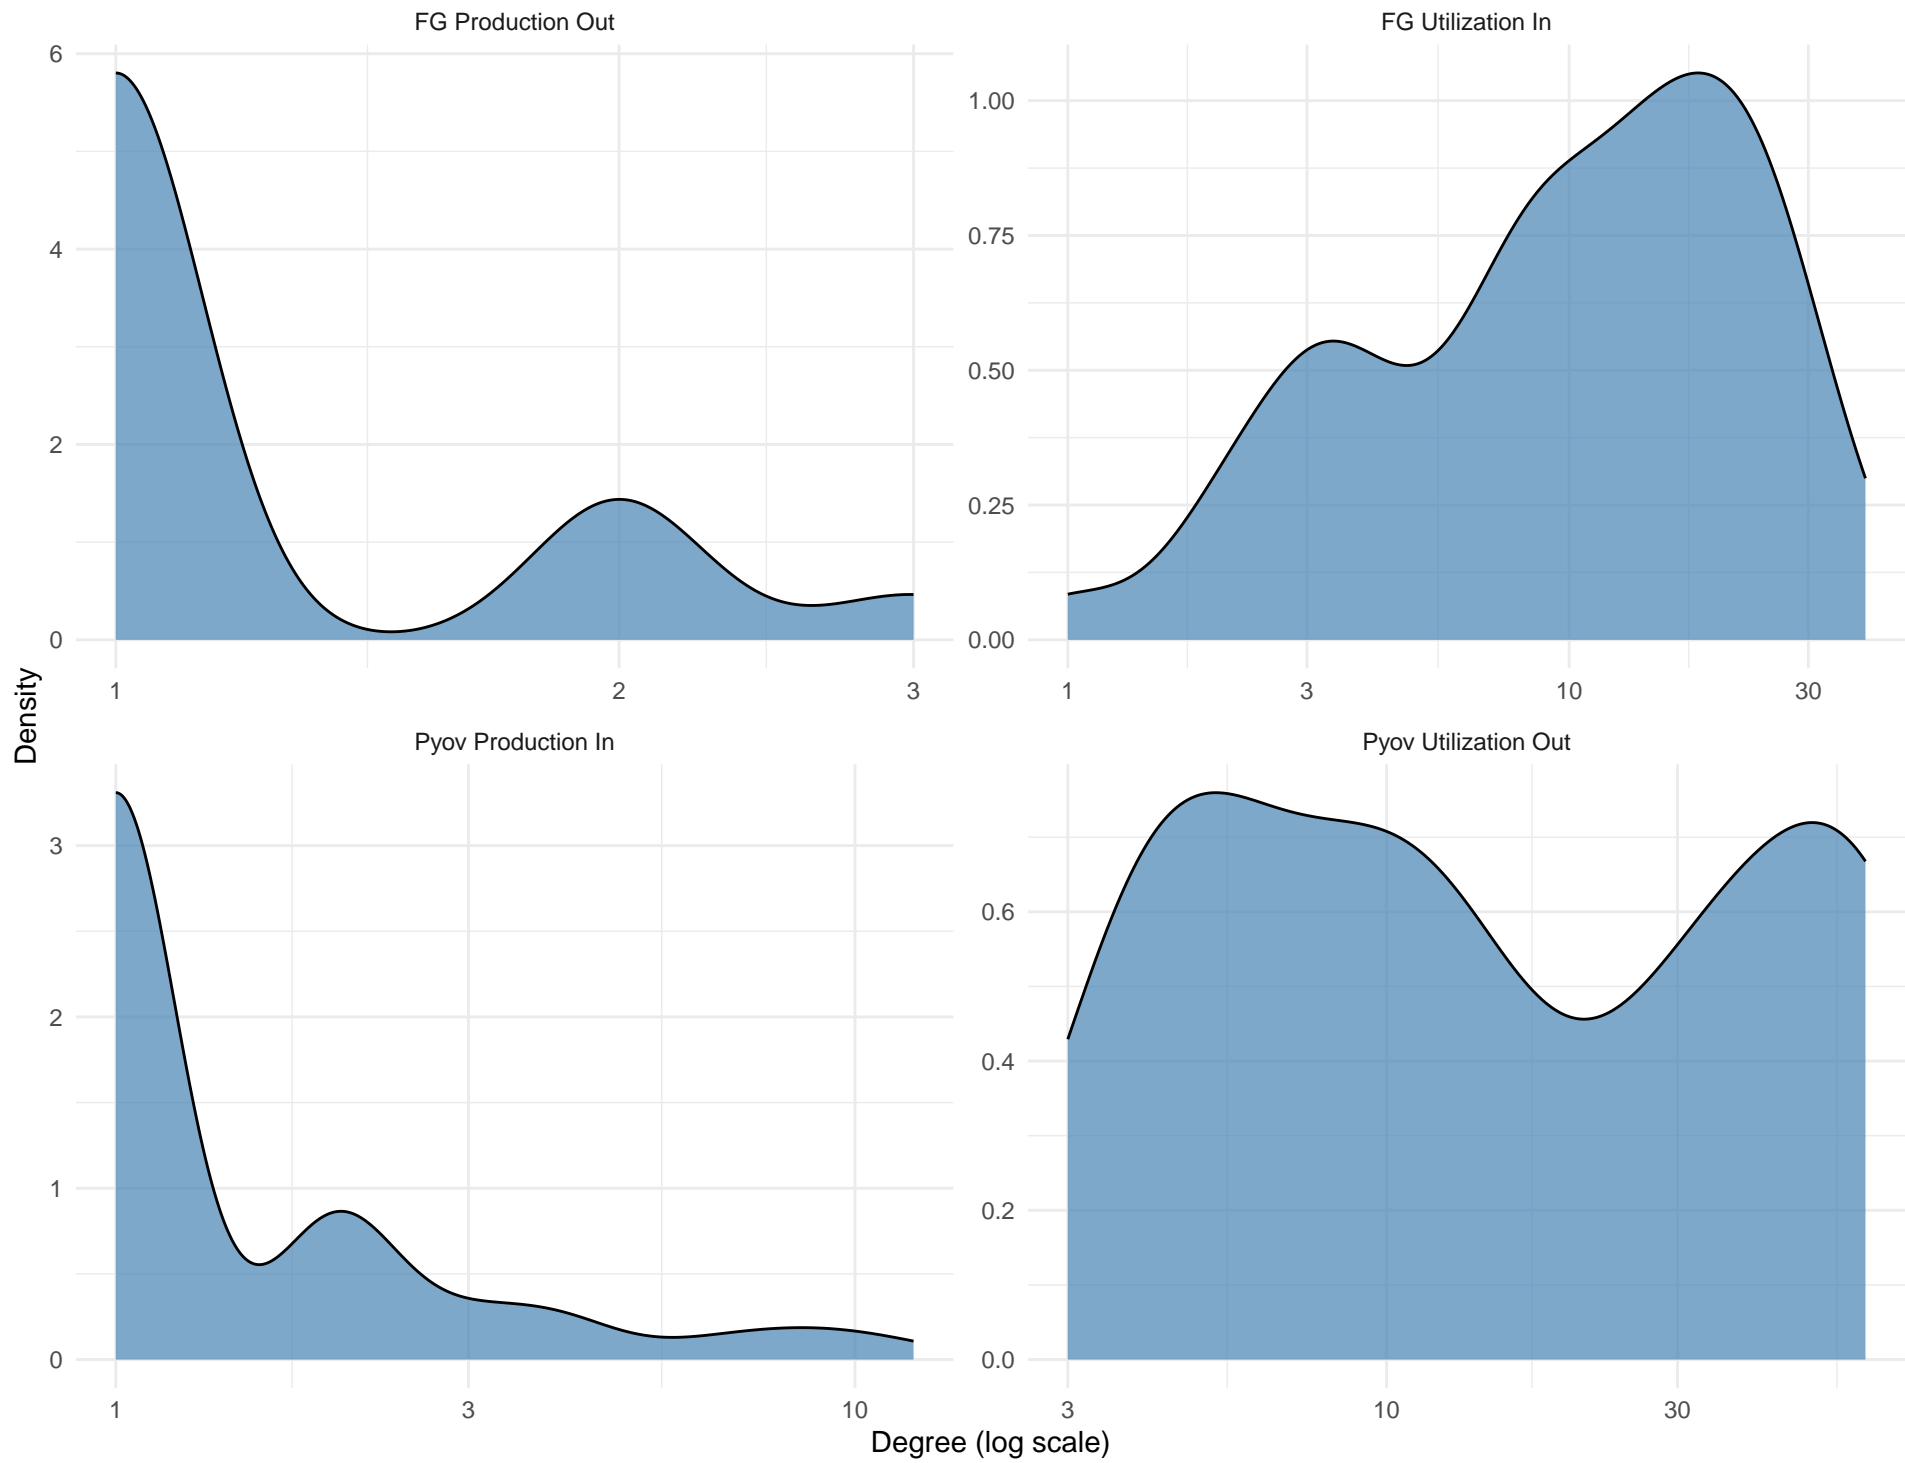 FG Production Out
FG Utilization In
6
4
2
0
1.00
0.75
0.50
0.25
0.00
1 2 3
1 3 10 30
Density
Pyov Production In
Pyov Utilization Out
3
2
1
0
0.6
0.4
0.2
0.0
1 3 10
3 10 30
Degree (log scale)